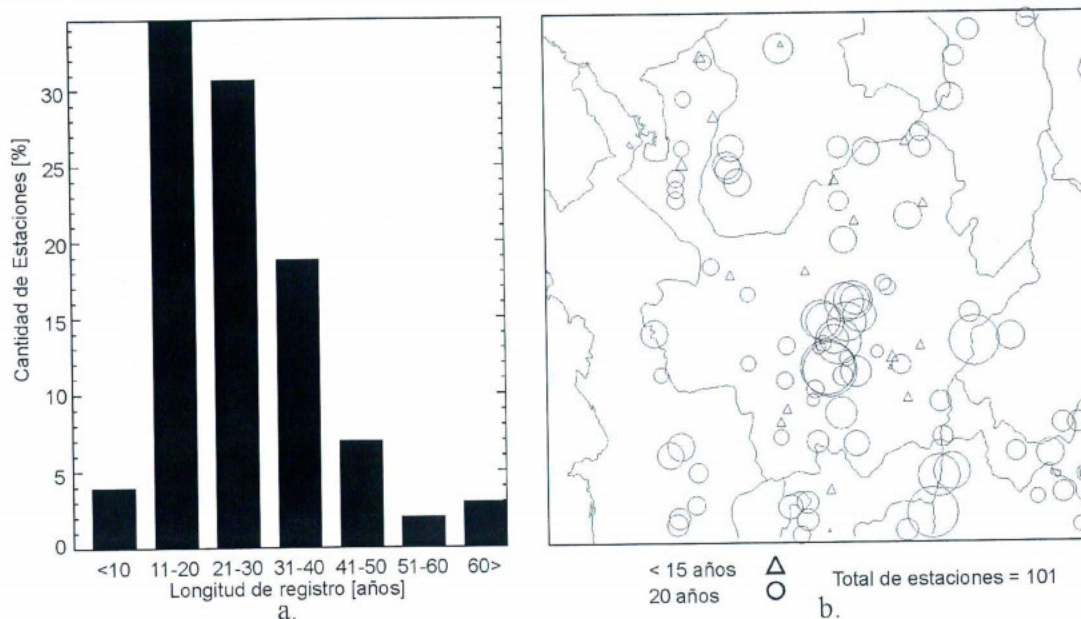 Cantidad de Estaciones [%]
30
25
20
15
10
5
0
<10 11-20 21-30 31-40 41-50 51-60 60>
Longitud de registro [años]
a.
< 15 años
20 años
Total de estaciones = 101
b.